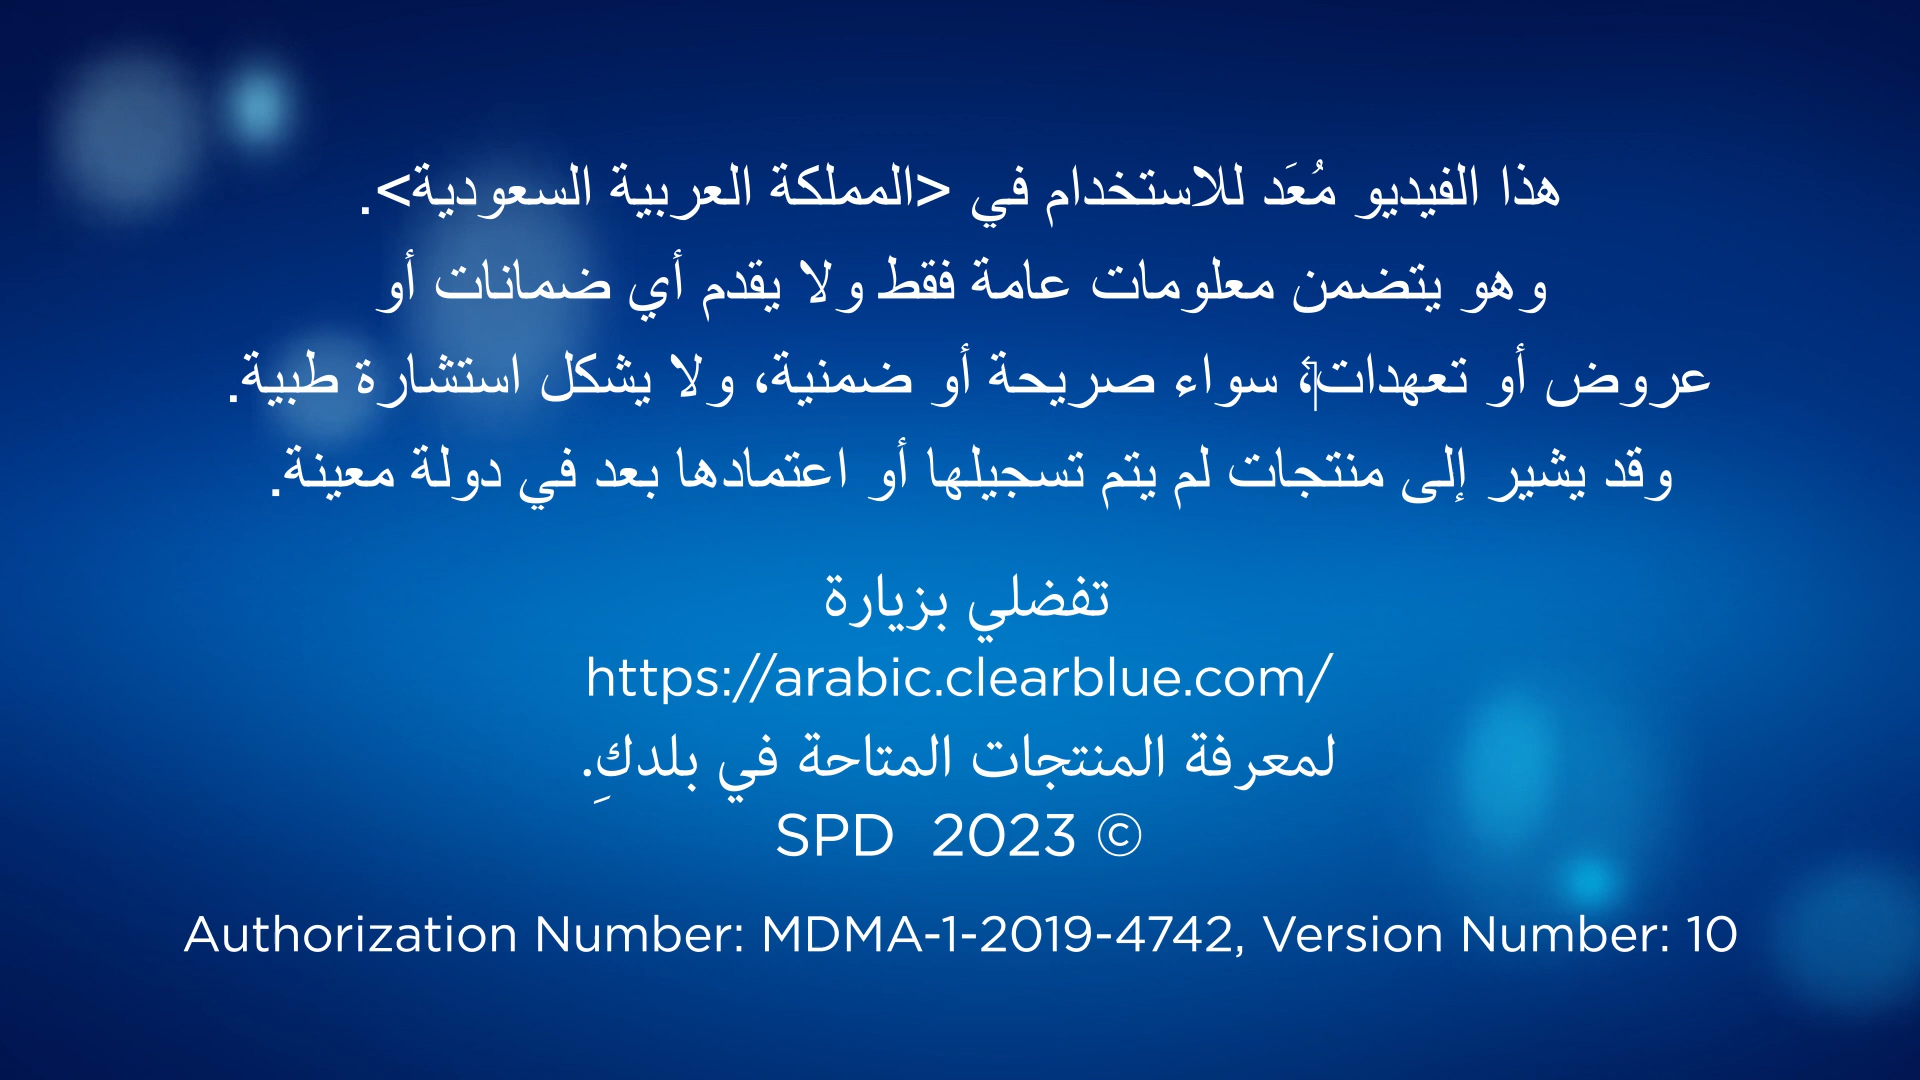 هذا الفيديو مُعَد للاستخدام في <المملكة العربية السعودية>.
وهو يتضمن معلومات عامة فقط ولا يقدم أي ضمانات أو
عروض أو تعهدات، سواء صريحة أو ضمنية، ولا يشكل استشارة طبية.
وقد يشير إلى منتجات لم يتم تسجيلها أو اعتمادها بعد في دولة معينة.
تفضلي بزيارة
https://arabic.clearblue.com/
لمعرفة المنتجات المتاحة في بلدكِ.
SPD 2023 ©
Authorization Number: MDMA-1-2019-4742, Version Number: 10